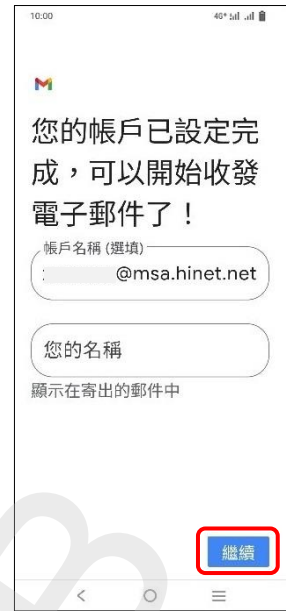 10:00
您的帳戶已設定完
成，可以開始收發
電子郵件了！
帳戶名稱 (選填)
@msa.hinet.net
您的名稱
顯示在寄出的郵件中
繼續